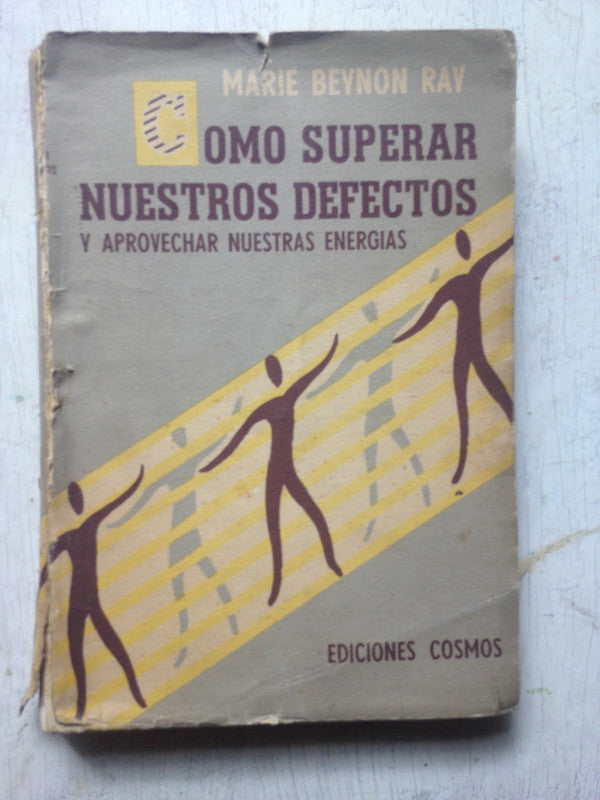 MARIE BEYNON RAY
COMO SUPERAR
NUESTROS DEFECTOS
Y APROVECHAR NUESTRAS ENERGIAS
EDICIONES COSMOS